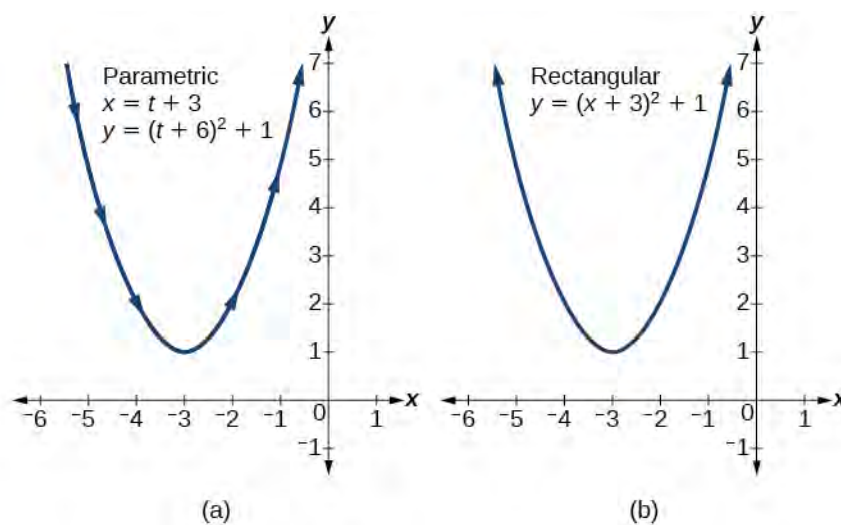 y
7
Parametric
x = t + 3
6
y = (t + 6)² + 1
5
4
3
2
1
x
−6 −5 −4 −3 −2 −1 0 1
−1
(a)
y
7
Rectangular
6
y = (x + 3)² + 1
5
4
3
2
1
x
−6 −5 −4 −3 −2 −1 0 1
−1
(b)